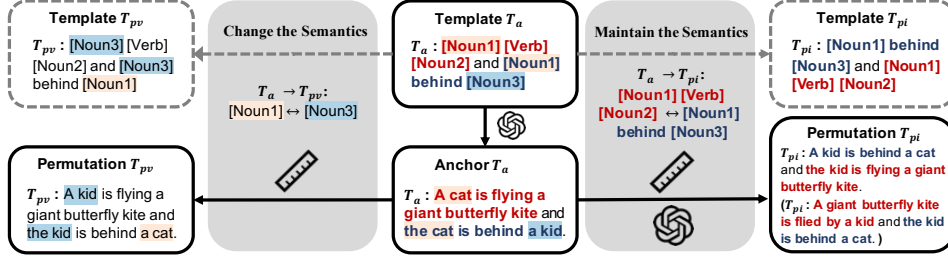 Template T_pv
T_pv : [Noun3] [Verb]
[Noun2] and [Noun3]
behind [Noun1]
Change the Semantics
T_a → T_pv:
[Noun1] ↔ [Noun3]
Template T_a
T_a : [Noun1] [Verb]
[Noun2] and [Noun1]
behind [Noun3]
Maintain the Semantics
T_a → T_pi:
[Noun1] [Verb]
[Noun2] ↔ [Noun1]
behind [Noun3]
Template T_pi
T_pi : [Noun1] behind
[Noun3] and [Noun1]
[Verb] [Noun2]
Permutation T_pv
T_pv : A kid is flying a
giant butterfly kite and
the kid is behind a cat.
Anchor T_a
T_a : A cat is flying a
giant butterfly kite and
the cat is behind a kid.
Permutation T_pi
T_pi : A kid is behind a cat
and the kid is flying a giant
butterfly kite.
(T_pi : A giant butterfly kite
is flied by a kid and the kid
is behind a cat. )